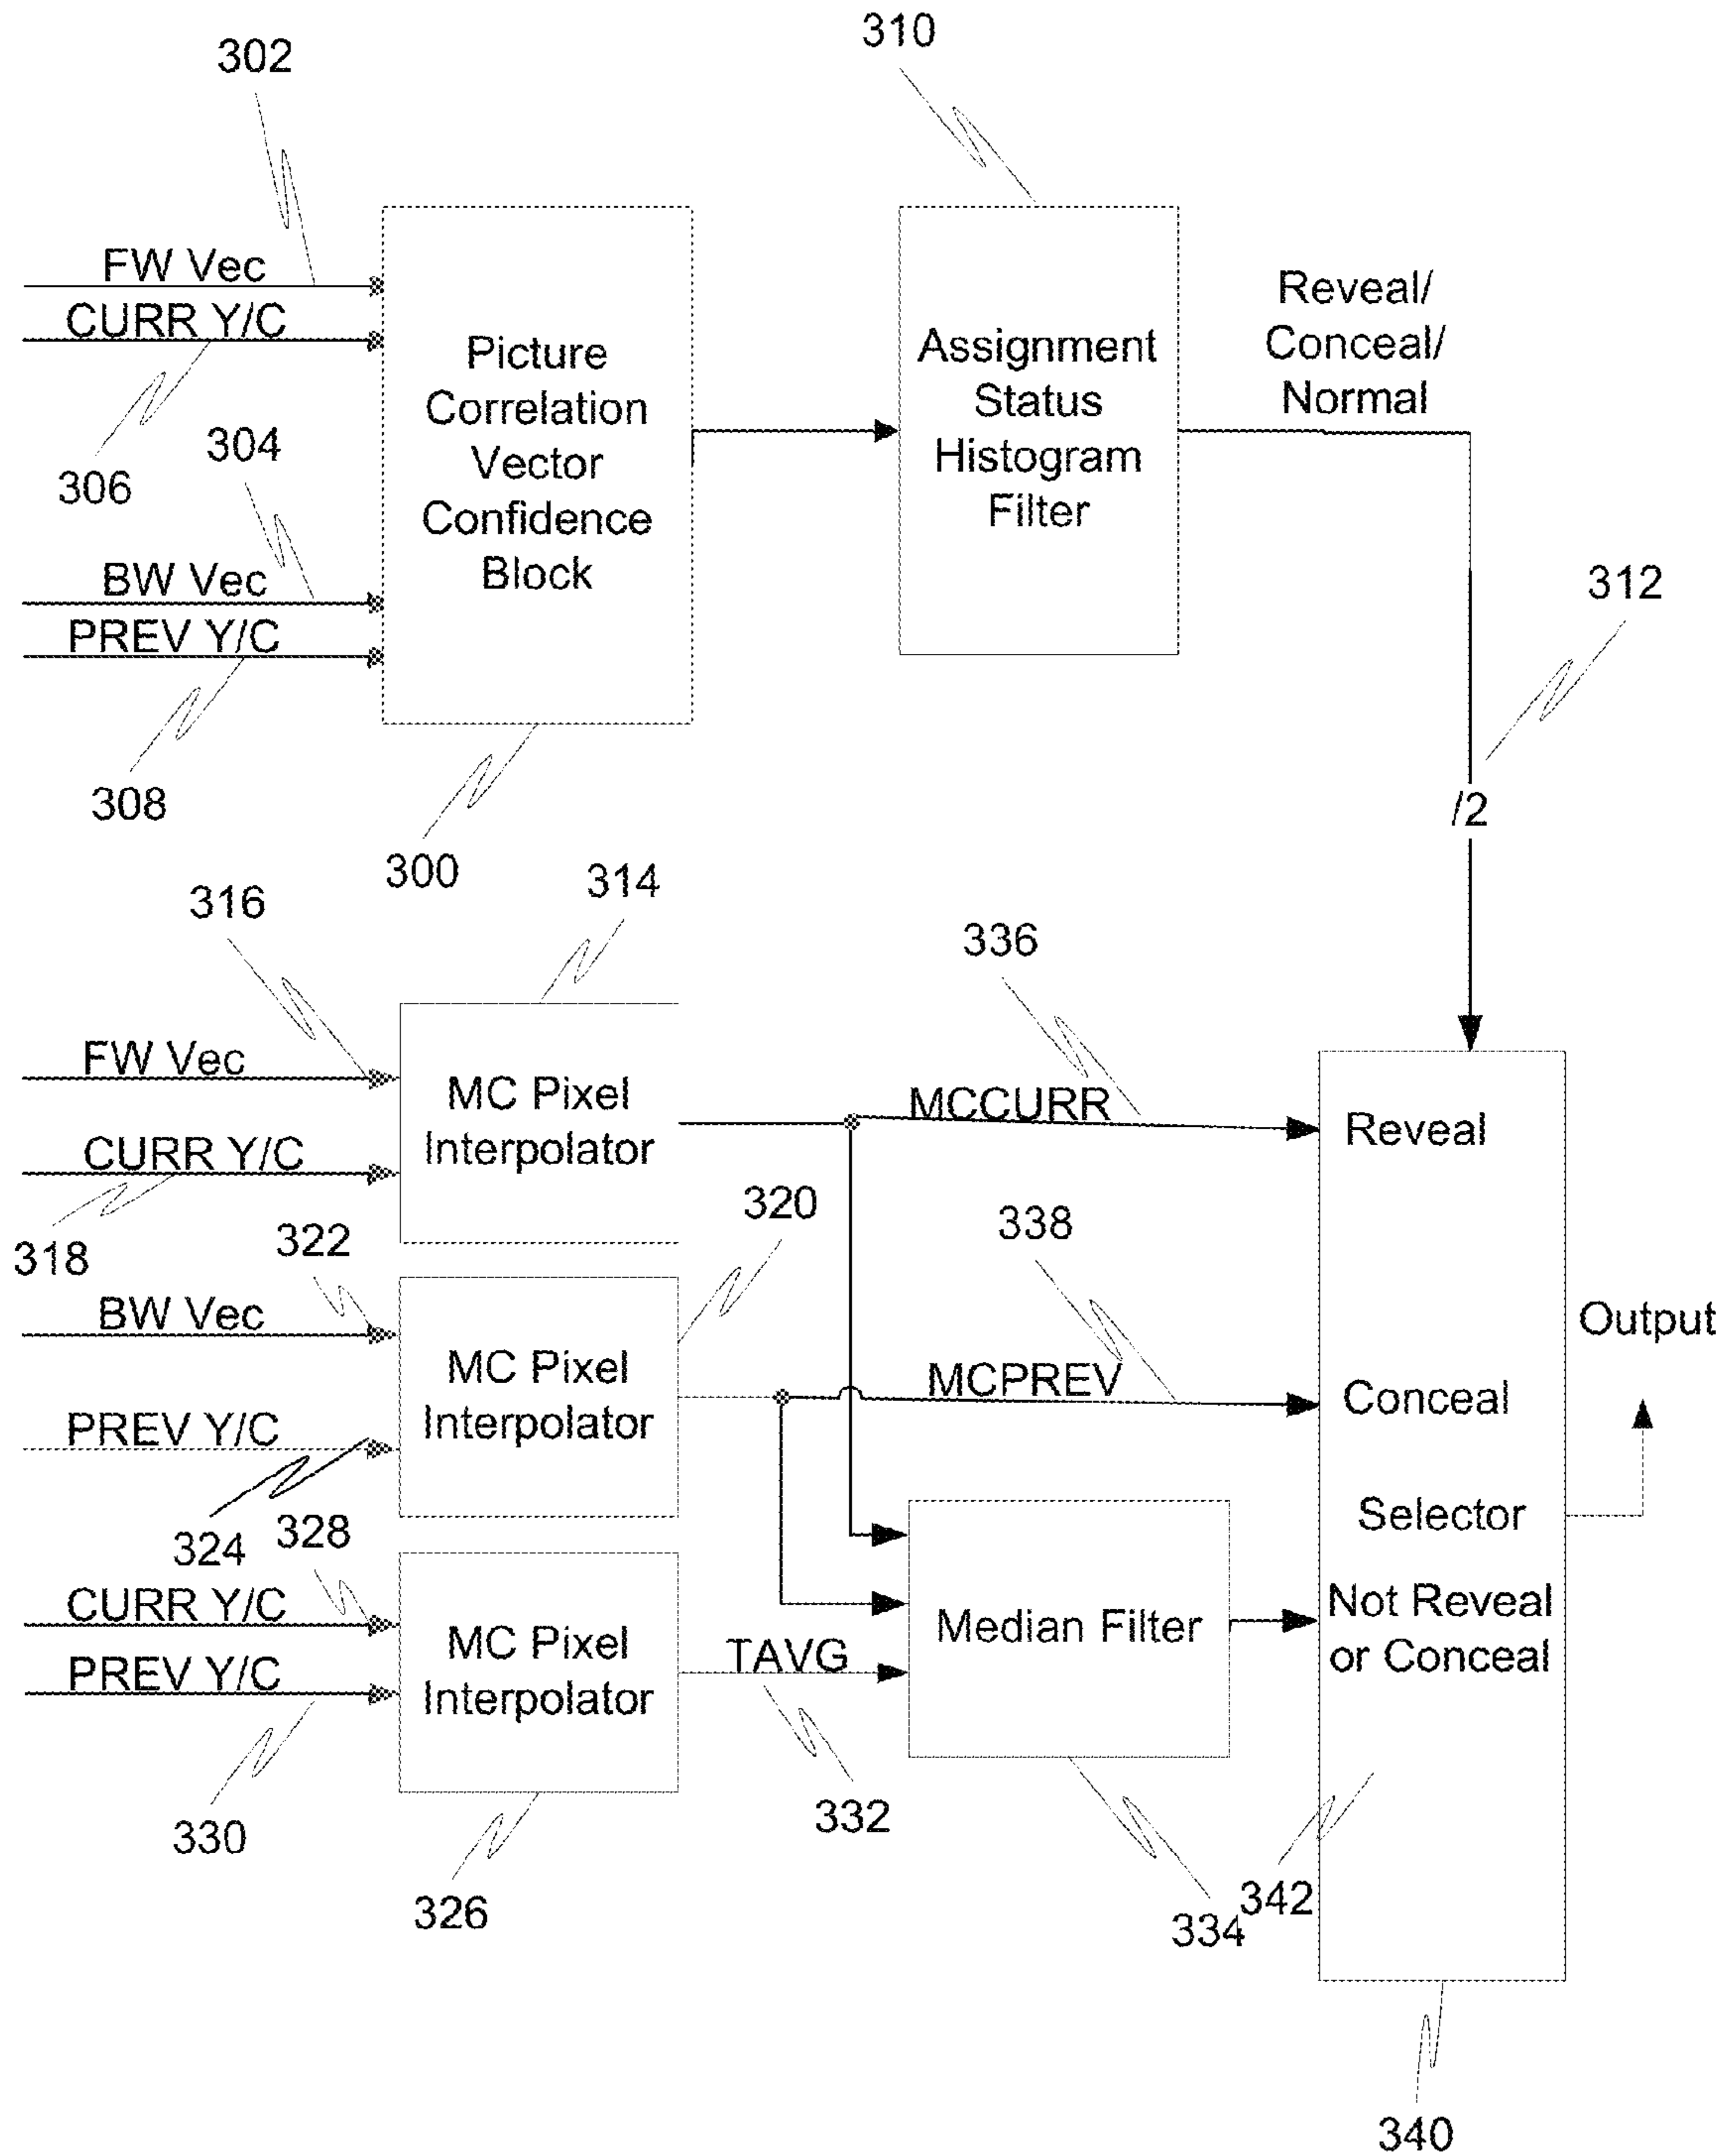 310
302
FW Vec
CURR Y/C
306
304
BW Vec
PREV Y/C
308
Picture
Correlation
Vector
Confidence
Block
300
Assignment
Status
Histogram
Filter
Reveal/
Conceal/
Normal
312
/2
316
314
FW Vec
CURR Y/C
318
MC Pixel
Interpolator
336
MCCURR
Reveal
322
320
BW Vec
PREV Y/C
324
MC Pixel
Interpolator
338
MCPREV
Conceal
Output
Selector
328
CURR Y/C
PREV Y/C
330
MC Pixel
Interpolator
326
TAVG
332
Median Filter
334
Not Reveal
or Conceal
342
340